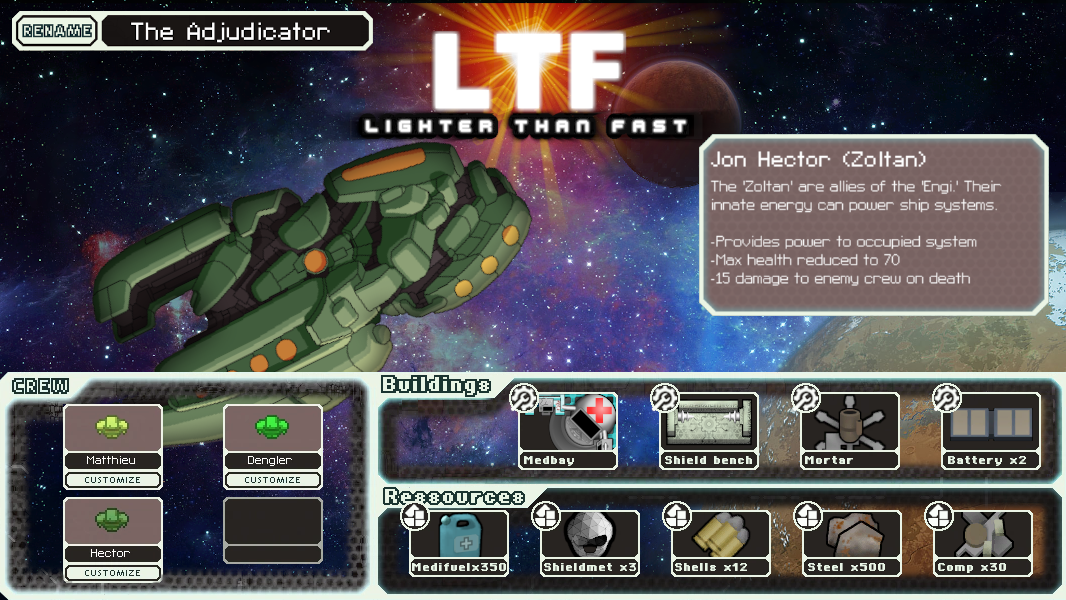 RENAME
The Adjudicator
LTF
LIGHTER THAN FAST
Jon Hector (Zoltan)
The 'Zoltan' are allies of the 'Engi.' Their
innate energy can power ship systems.
-Provides power to occupied system
-Max health reduced to 70
-15 damage to enemy crew on death
CREW
Matthieu
CUSTOMIZE
Dengler
CUSTOMIZE
Hector
CUSTOMIZE
Buildings
Medbay
Shield bench
Mortar
Battery x2
Ressources
Medifuelx350
Shieldmet x3
Shells x12
Steel x500
Comp x30